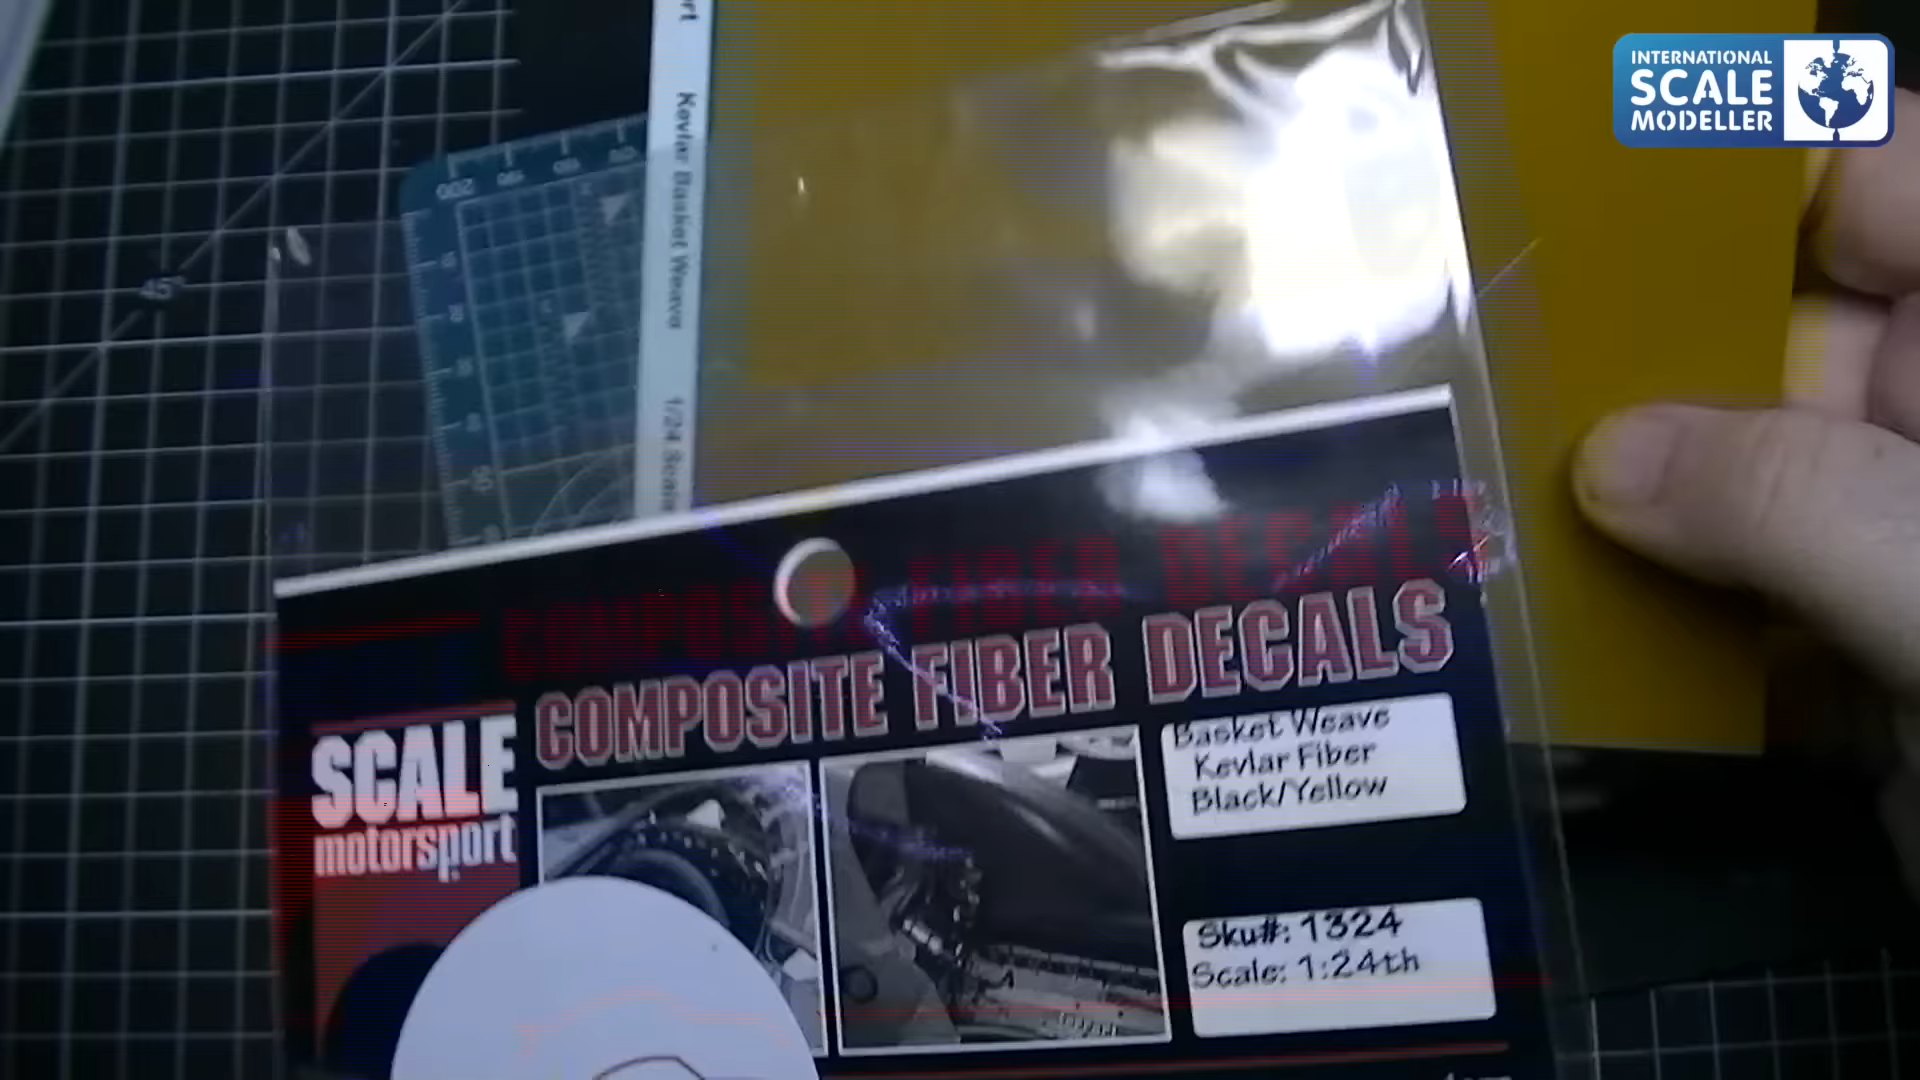 INTERNATIONAL
SCALE
MODELLER
Kevlar Basket Weave
1/24 Scale
200
45°
COMPOSITE FIBER DECALS
SCALE
motorsport
Basket Weave
Kevlar Fiber
Black/Yellow
Sku#: 1324
Scale: 1:24th